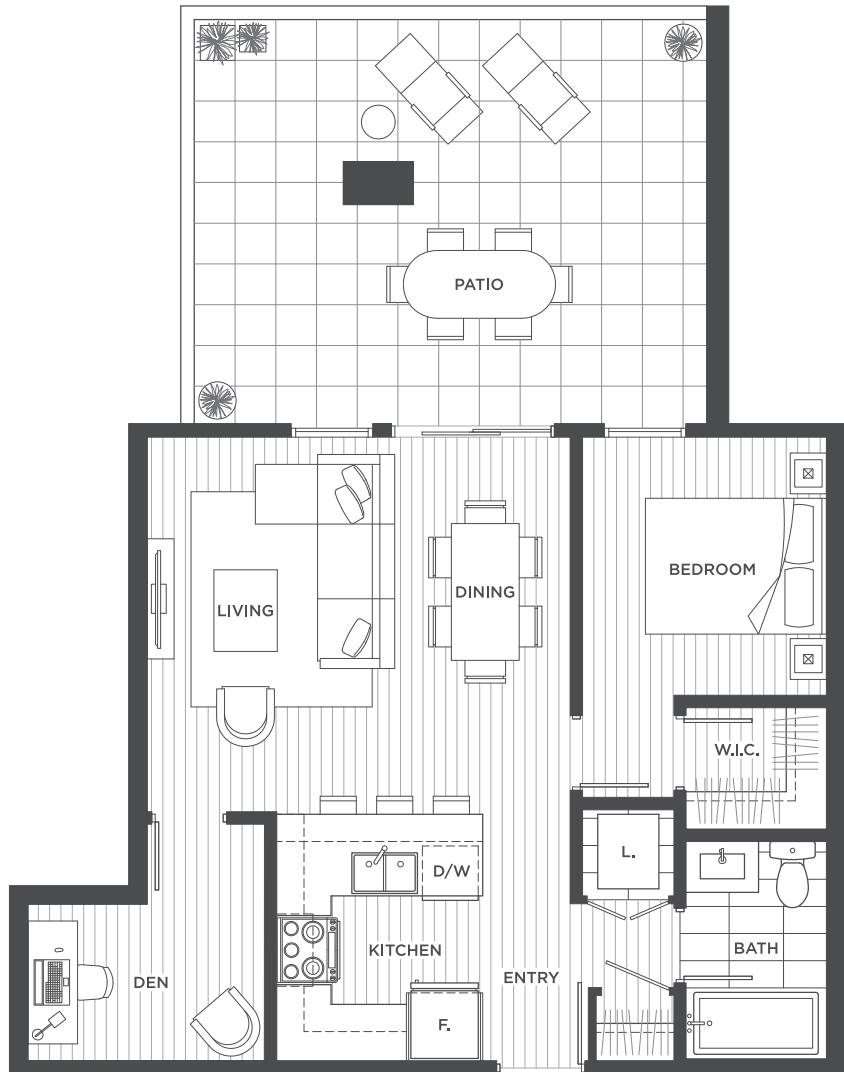 PATIO
BEDROOM
DINING
LIVING
W.I.C.
L.
D/W
KITCHEN
BATH
ENTRY
DEN
F.